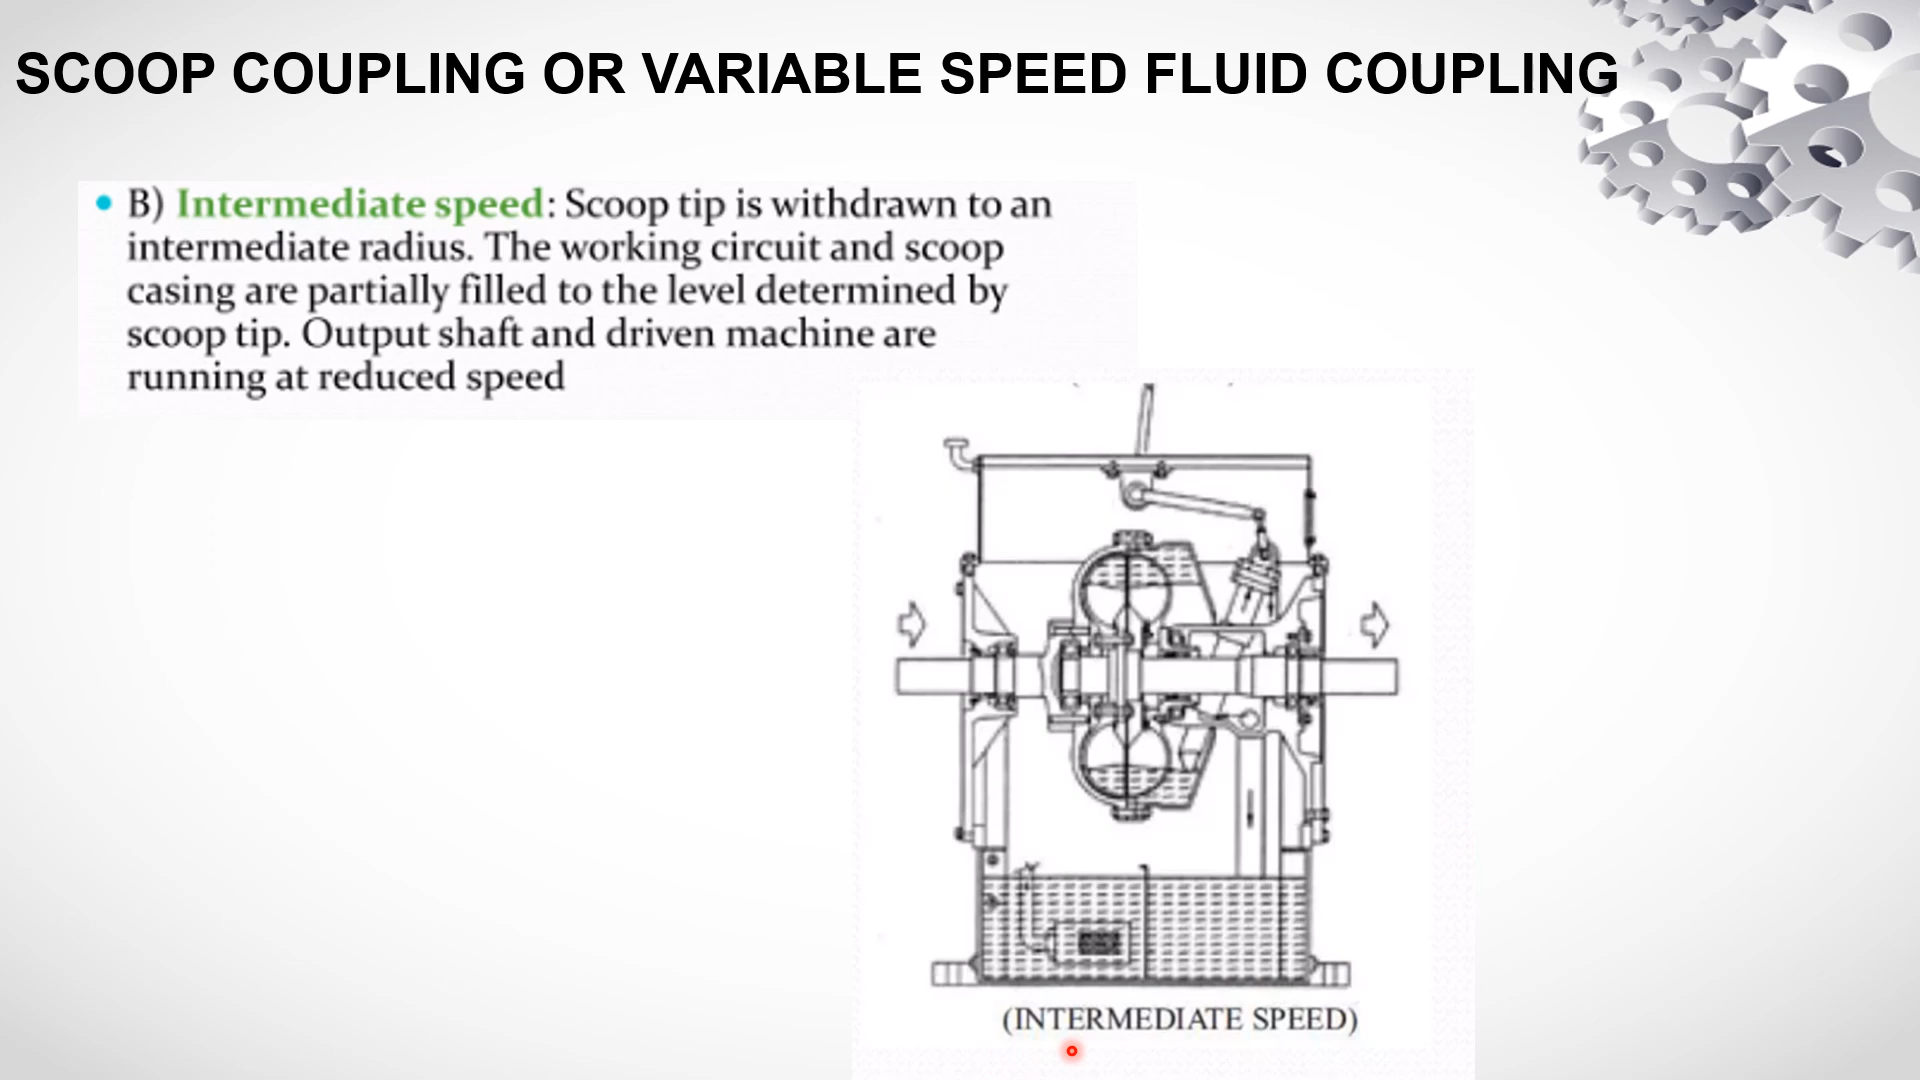 SCOOP COUPLING OR VARIABLE SPEED FLUID COUPLING
• B) Intermediate speed: Scoop tip is withdrawn to an
intermediate radius. The working circuit and scoop
casing are partially filled to the level determined by
scoop tip. Output shaft and driven machine are
running at reduced speed
(INTERMEDIATE SPEED)